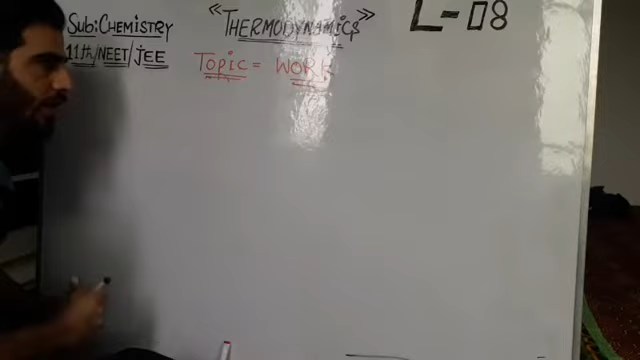 Sub: CHEMISTRY
11th/NEET/JEE
《THERMODYNAMICS》
L-08
Topic = WORK